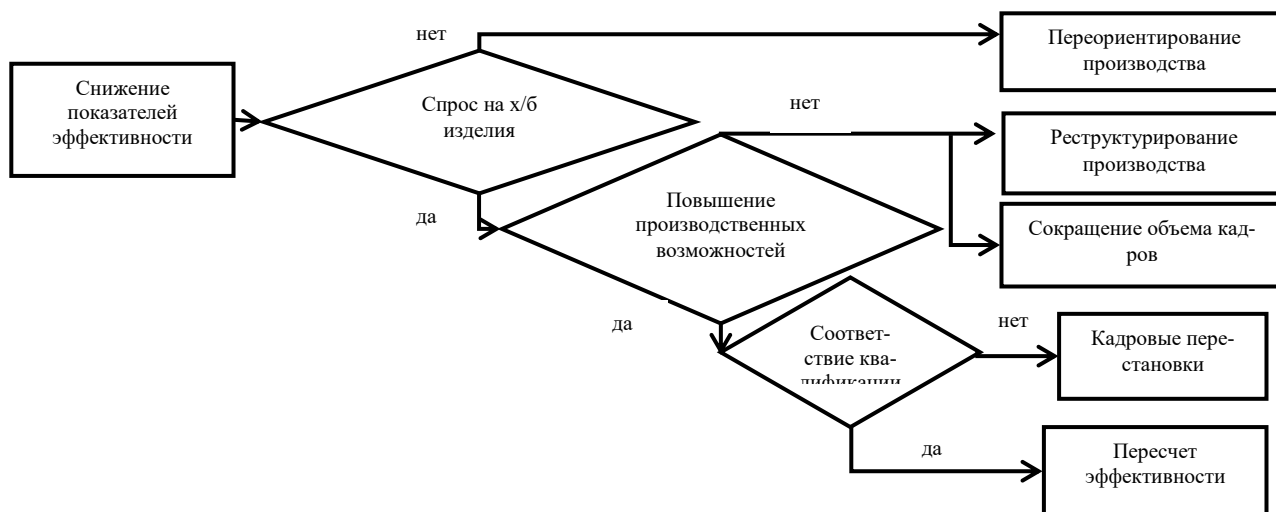 нет
Переориентирование
производства
Снижение
показателей
эффективности
Спрос на х/б
изделия
нет
Реструктурирование
производства
да
Повышение
производственных
возможностей
Сокращение объема кад-
ров
да
Соответ-
ствие ква-
лификации
нет
Кадровые пере-
становки
да
Пересчет
эффективности